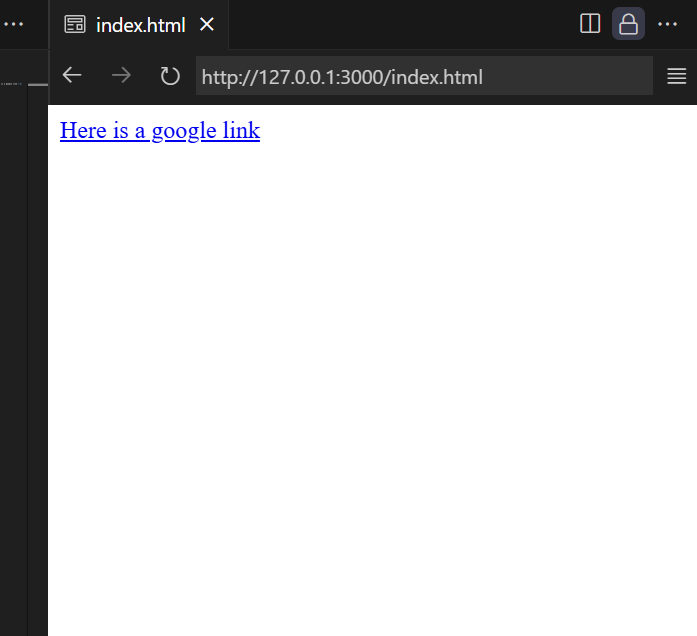 index.html
http://127.0.0.1:3000/index.html
Here is a google link